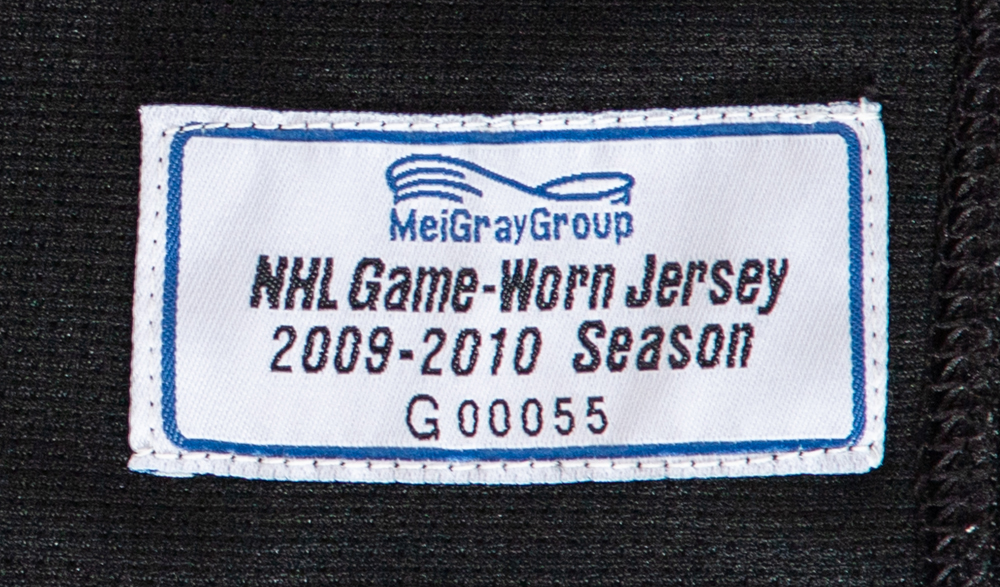 MeiGrayGroup
NHL Game-Worn Jersey
2009-2010 Season
G 00055